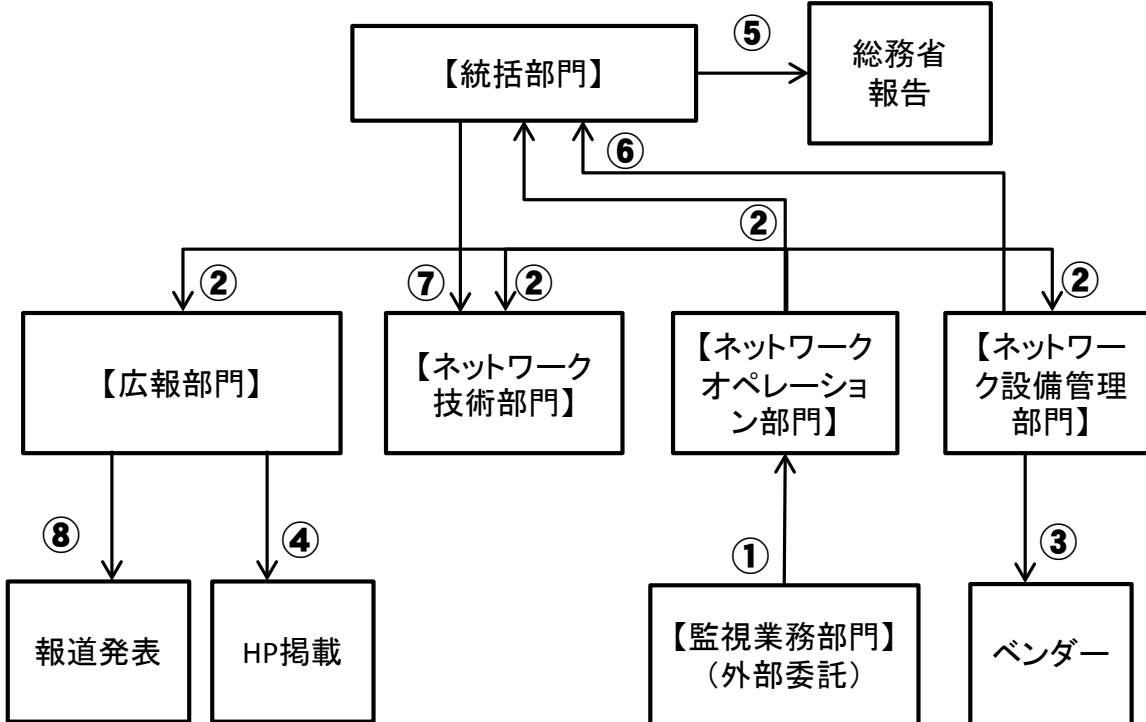 ⑤
【統括部門】
総務省
報告
⑥
②
②
⑦
②
②
【広報部門】
【ネットワーク
技術部門】
【ネットワーク
オペレーショ
ン部門】
【ネットワー
ク設備管理
部門】
⑧
④
①
③
報道発表
HP掲載
【監視業務部門】
（外部委託）
ベンダー